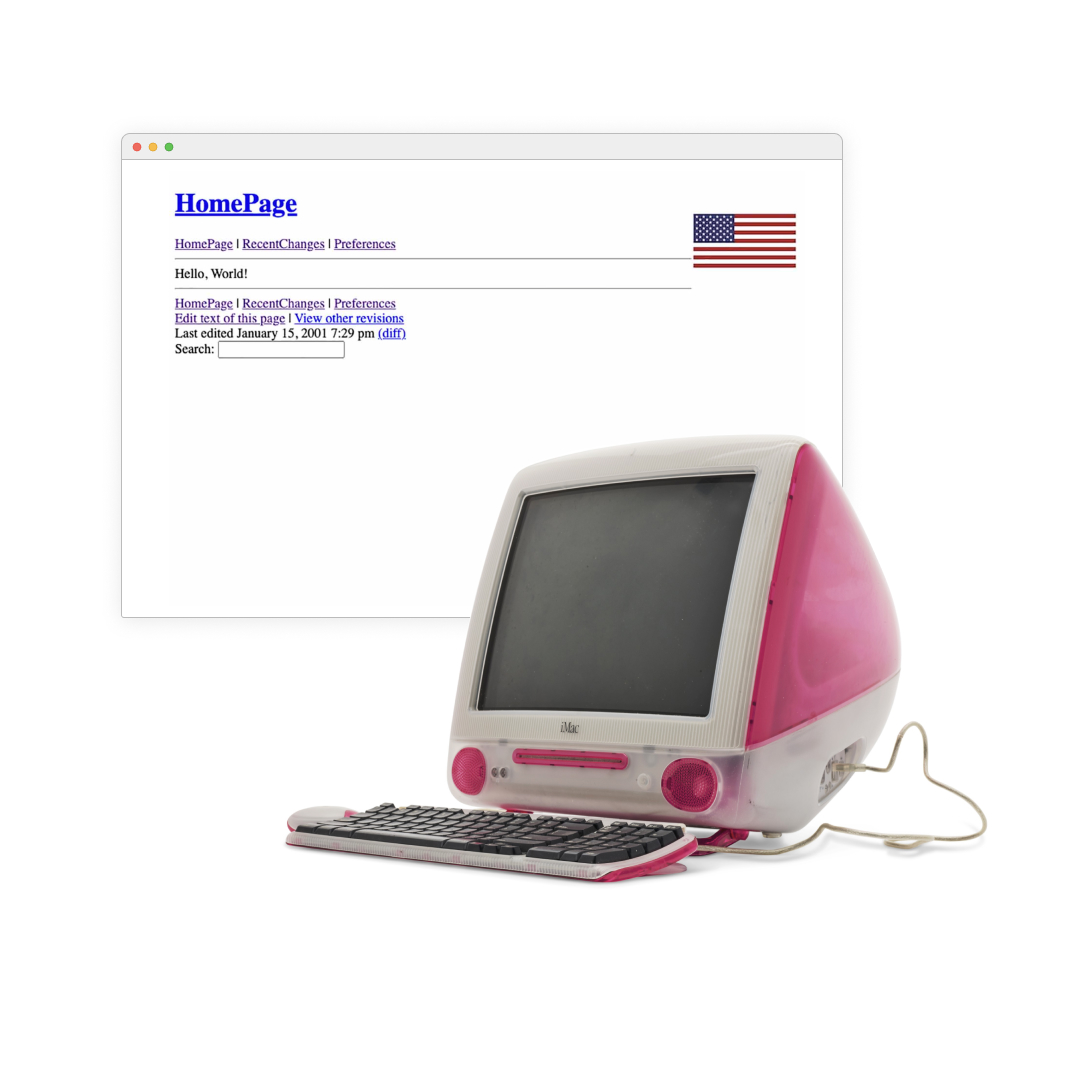 HomePage
HomePage | RecentChanges | Preferences
Hello, World!
HomePage | RecentChanges | Preferences
Edit text of this page | View other revisions
Last edited January 15, 2001 7:29 pm (diff)
Search:
iMac